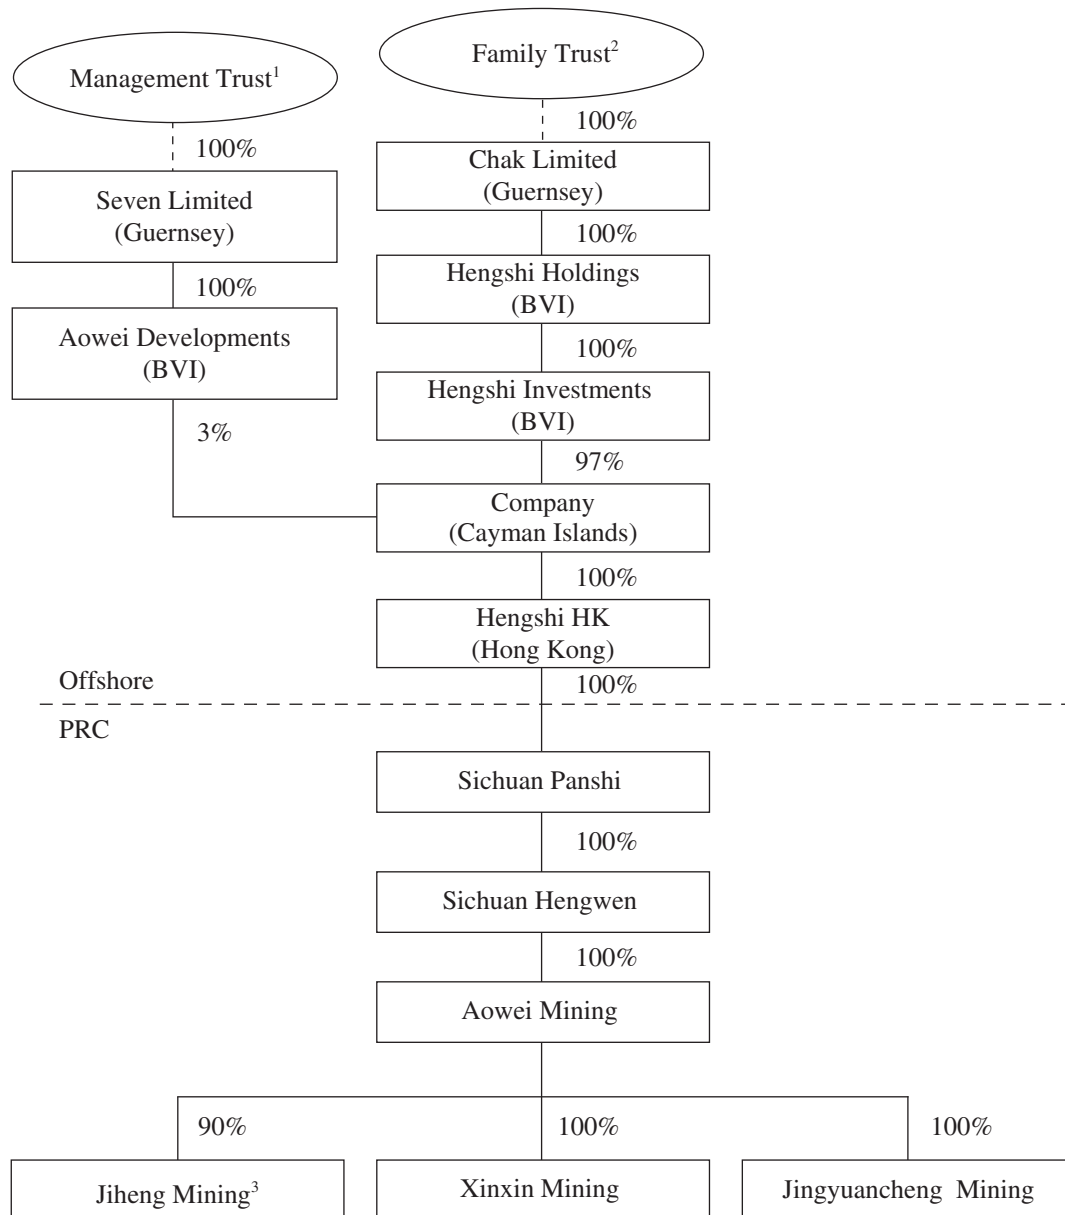 Family Trust²
Management Trust¹
100%
100%
Chak Limited
(Guernsey)
Seven Limited
(Guernsey)
100%
100%
Hengshi Holdings
(BVI)
Aowei Developments
(BVI)
100%
Hengshi Investments
(BVI)
3%
97%
Company
(Cayman Islands)
100%
Hengshi HK
(Hong Kong)
Offshore
100%
PRC
Sichuan Panshi
100%
Sichuan Hengwen
100%
Aowei Mining
90%
100%
100%
Jiheng Mining³
Xinxin Mining
Jingyuancheng Mining